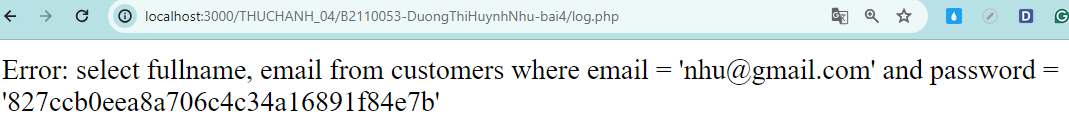 localhost:3000/THUCHANH_04/B2110053-DuongThiHuynhNhu-bai4/log.php
Error: select fullname, email from customers where email = 'nhu@gmail.com' and password =
'827ccb0eea8a706c4c34a16891f84e7b'